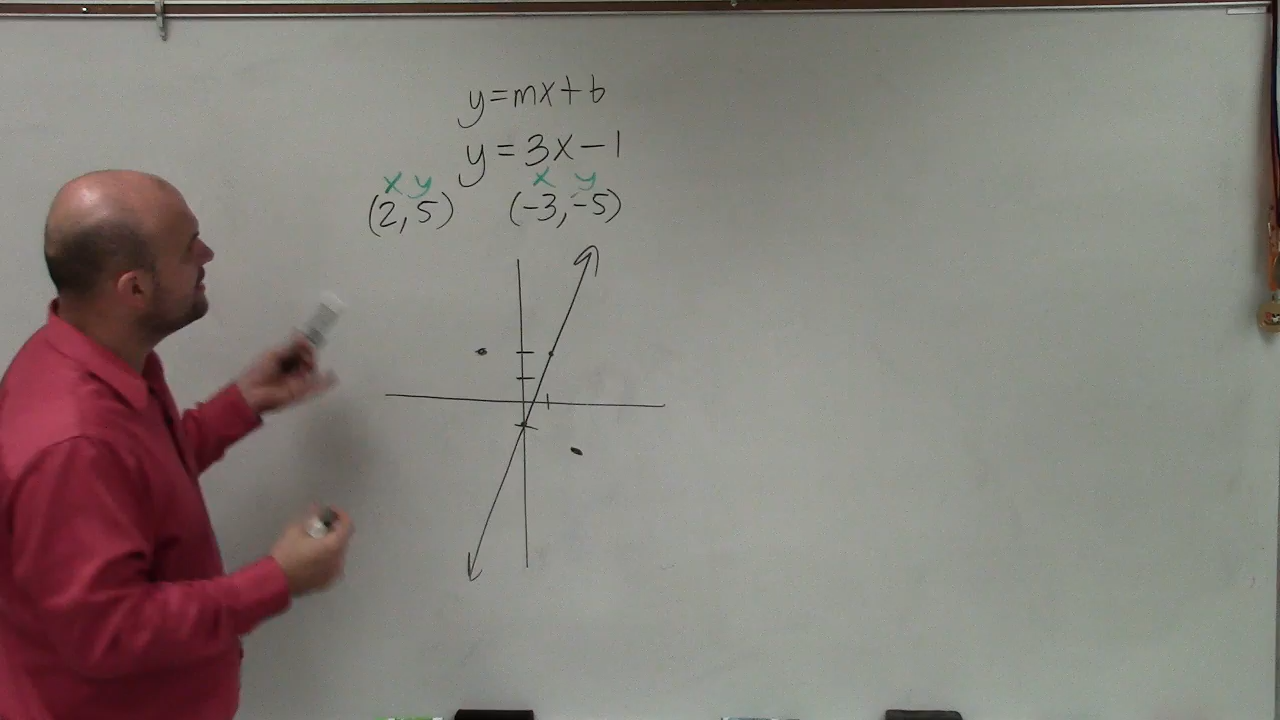 y=mx+b
y=3x-1
x y x y
(2,5) (-3,-5)